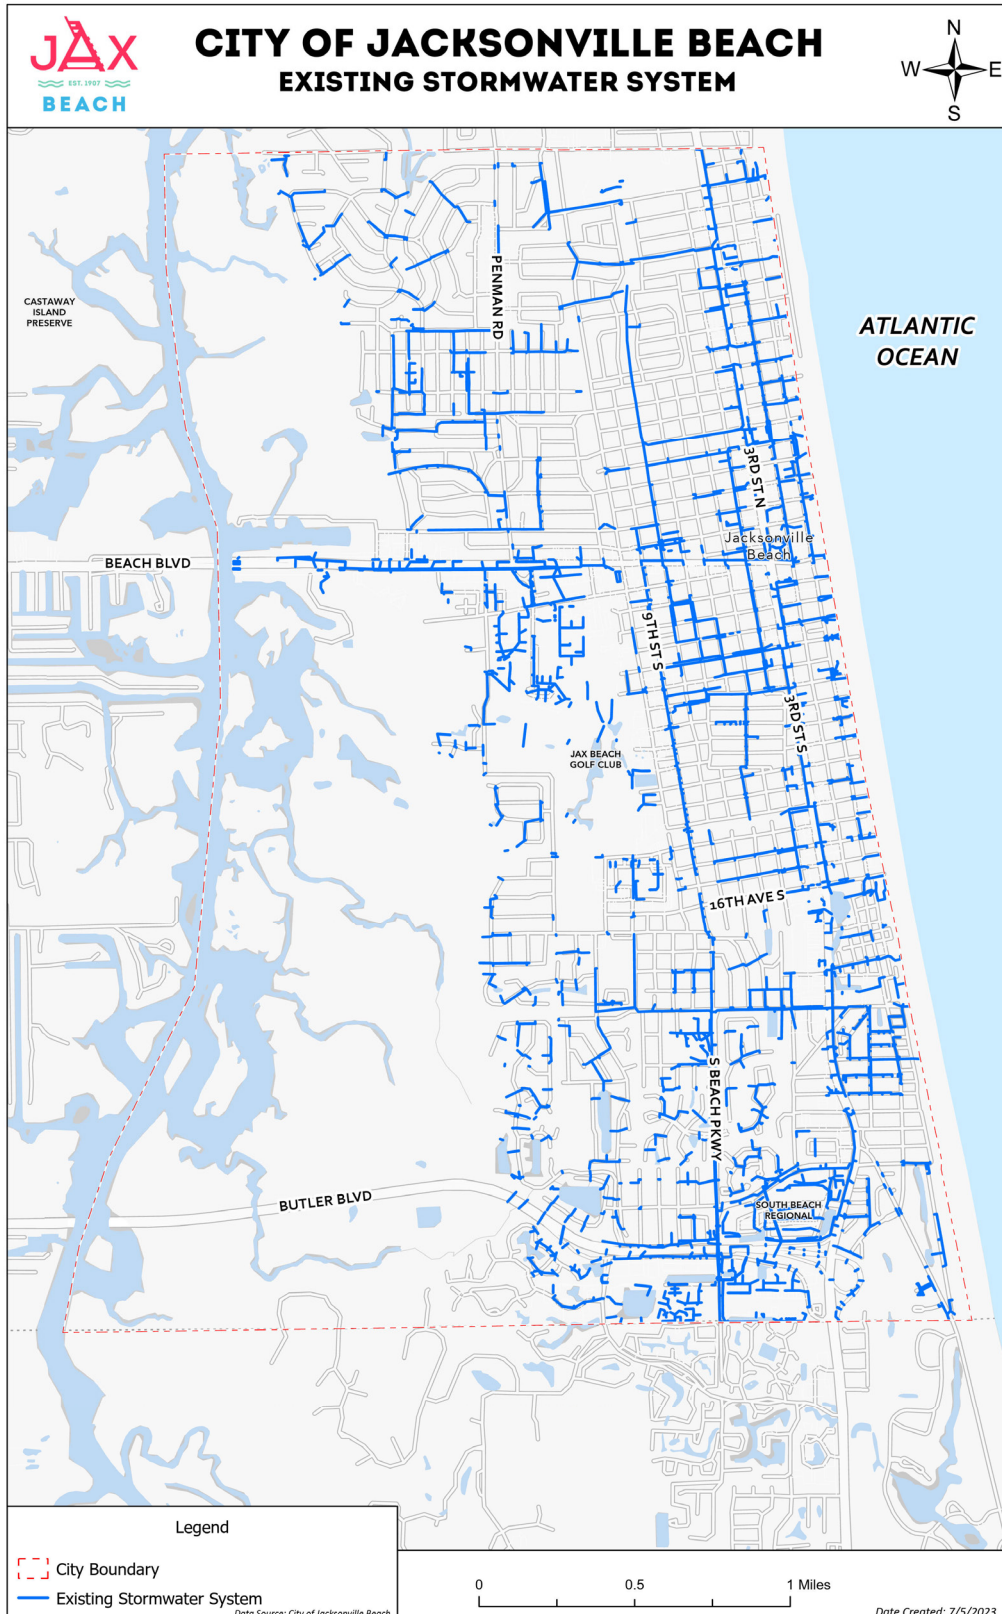 JAX
EST. 1907
BEACH
CITY OF JACKSONVILLE BEACH
EXISTING STORMWATER SYSTEM
N
W
E
S
CASTAWAY
ISLAND
PRESERVE
PENMAN RD
ATLANTIC
OCEAN
3RD ST. N
Jacksonville
Beach
BEACH BLVD
9TH ST S
3RD ST. S
JAX BEACH
GOLF CLUB
16TH AVE S
S BEACH PKWY
BUTLER BLVD
SOUTH BEACH
REGIONAL
Legend
City Boundary
Existing Stormwater System
Data Source: City of Jacksonville Beach
0
0.5
1 Miles
Date Created: 7/5/2023